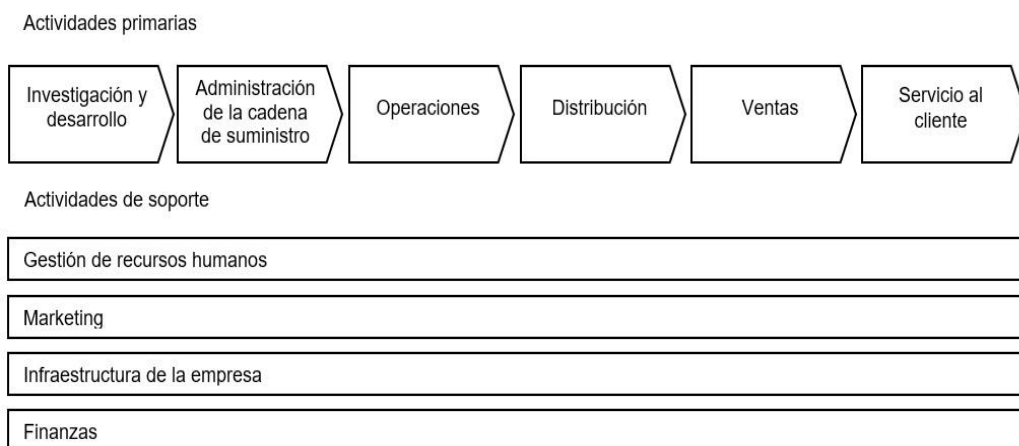 Actividades primarias
Investigación y
desarrollo
Administración
de la cadena
de suministro
Operaciones
Distribución
Ventas
Servicio al
cliente
Actividades de soporte
Gestión de recursos humanos
Marketing
Infraestructura de la empresa
Finanzas